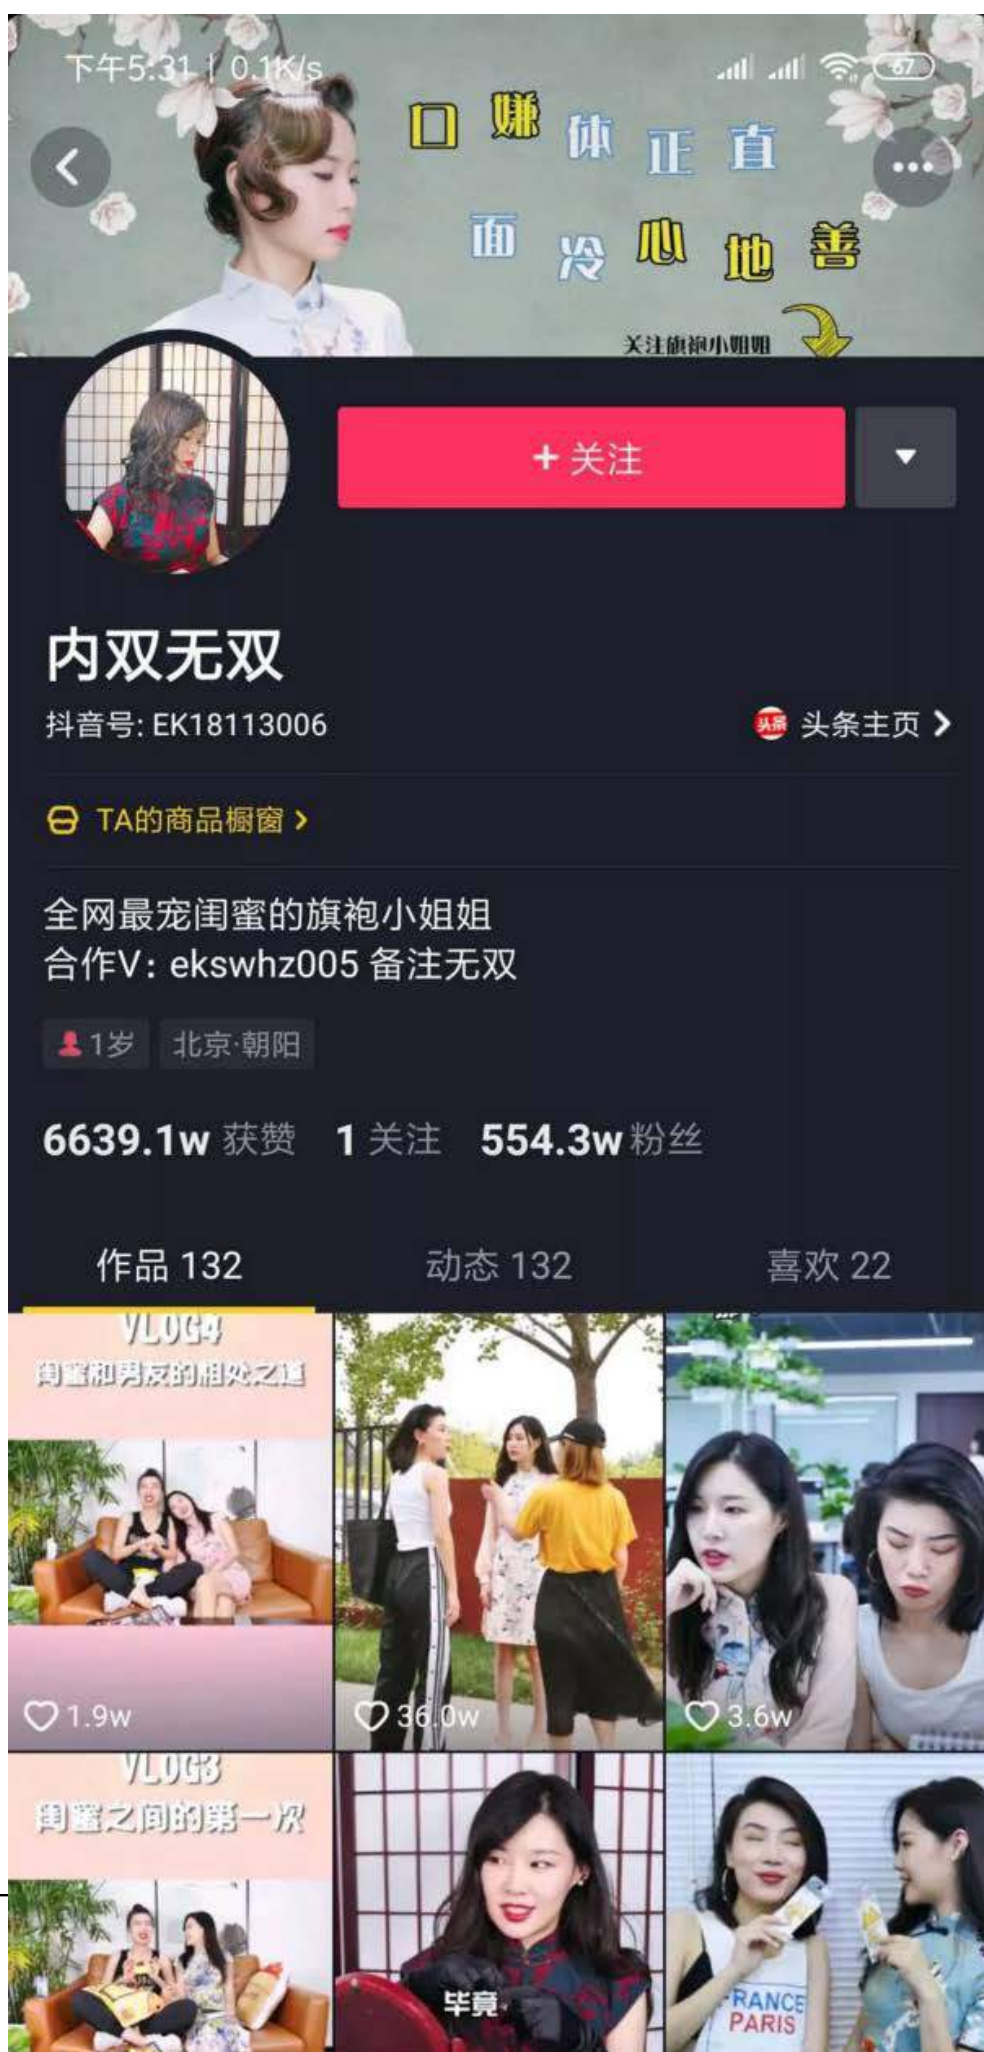 下午5:31 | 0.1K/s
67
口嫌体正直
面冷心地善
关注旗袍小姐姐
+ 关注
内双无双
抖音号: EK18113006
头条 头条主页
TA的商品橱窗
全网最宠闺蜜的旗袍小姐姐
合作V: ekswhz005 备注无双
1岁 北京·朝阳
6639.1w 获赞 1 关注 554.3w 粉丝
作品 132 动态 132 喜欢 22
VLOG4
闺蜜和男友的相处之道
1.9w 36.0w 3.6w
VLOG3
闺蜜之间的第一次
毕竟
FRANCE
PARIS